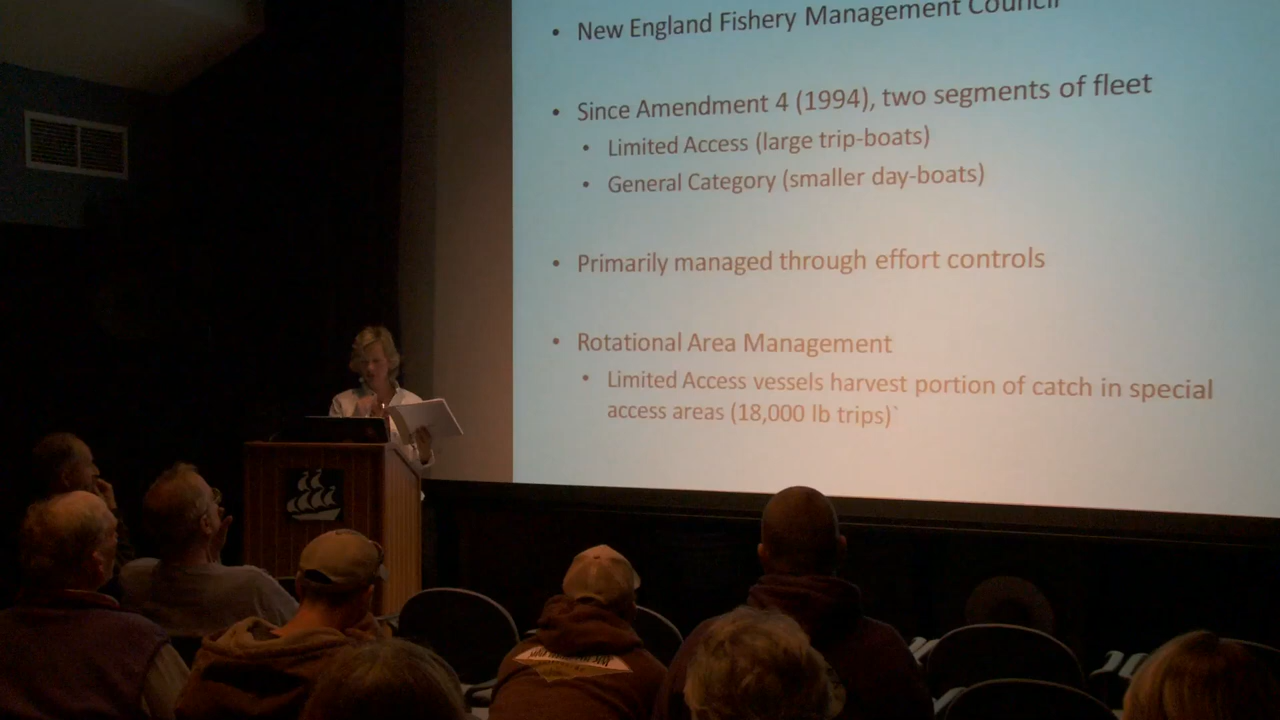 • New England Fishery Management Council
• Since Amendment 4 (1994), two segments of fleet
• Limited Access (large trip-boats)
• General Category (smaller day-boats)
• Primarily managed through effort controls
• Rotational Area Management
• Limited Access vessels harvest portion of catch in special
access areas (18,000 lb trips)`